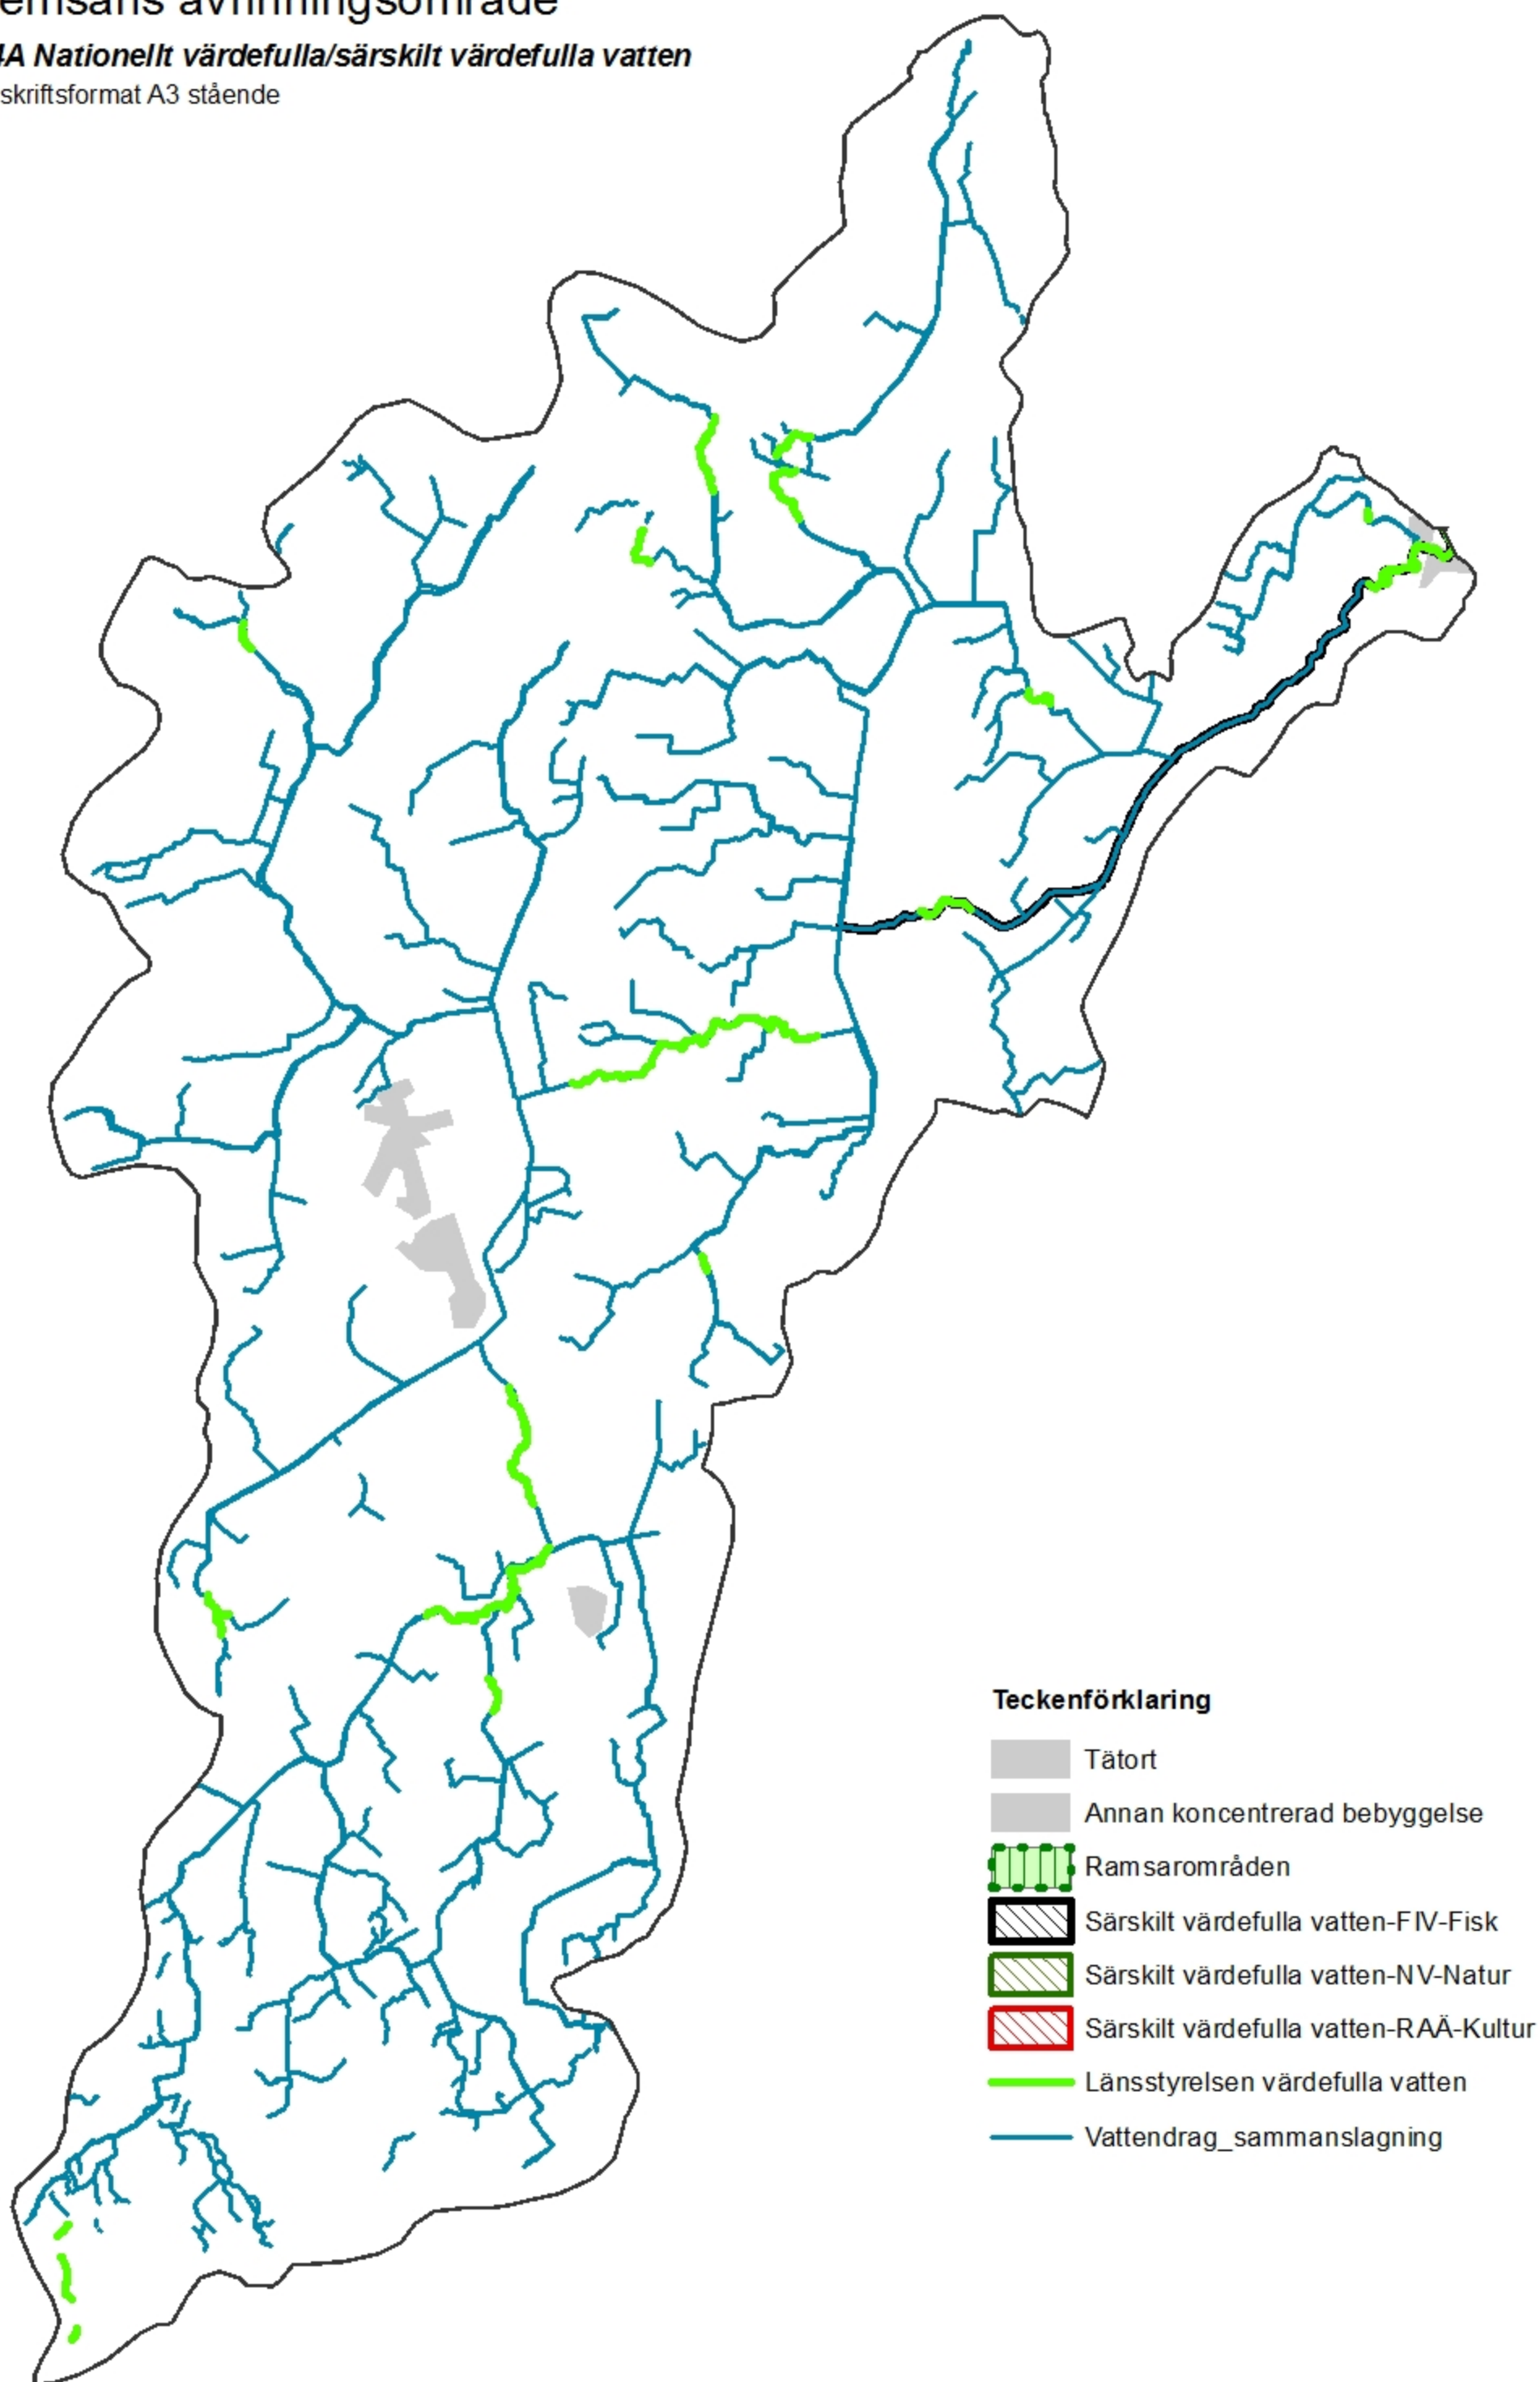 avrinningsområde
Nationellt värdefulla/särskilt värdefulla vatten
skriftsformat A3 stående
Teckenförklaring
Tätort
Annan koncentrerad bebyggelse
Ramsarområden
Särskilt värdefulla vatten-FIV-Fisk
Särskilt värdefulla vatten-NV-Natur
Särskilt värdefulla vatten-RAÄ-Kultur
Länsstyrelsen värdefulla vatten
Vattendrag_sammanslagning